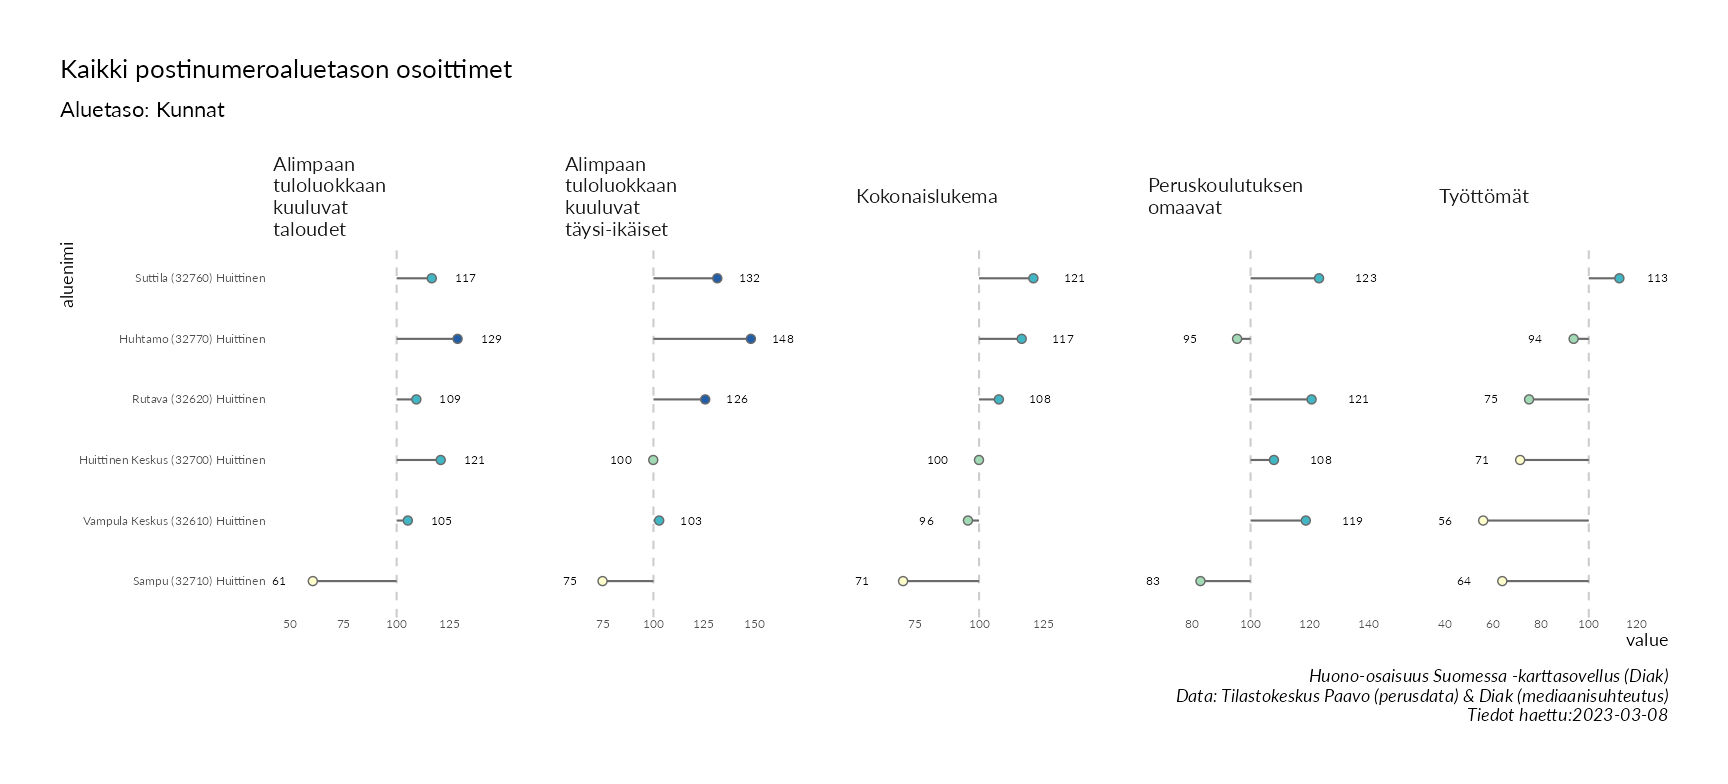 Kaikki postinumeroaluetason osoittimet
Aluetaso: Kunnat
Alimpaan
tuloluokkaan
kuuluvat
taloudet
Alimpaan
tuloluokkaan
kuuluvat
täysi-ikäiset
Kokonaislukema
Peruskoulutuksen
omaavat
Työttömät
aluenimi
Suttila (32760) Huittinen 117 132 121 123 113
Huhtamo (32770) Huittinen 129 148 117 95 94
Rutava (32620) Huittinen 109 126 108 121 75
Huittinen Keskus (32700) Huittinen 121 100 100 108 71
Vampula Keskus (32610) Huittinen 105 103 96 119 56
Sampu (32710) Huittinen 61 75 71 83 64
50 75 100 125 75 100 125 150 75 100 125 80 100 120 140 40 60 80 100 120
value
Huono-osaisuus Suomessa -karttasovellus (Diak)
Data: Tilastokeskus Paavo (perusdata) & Diak (mediaanisuhteutus)
Tiedot haettu:2023-03-08